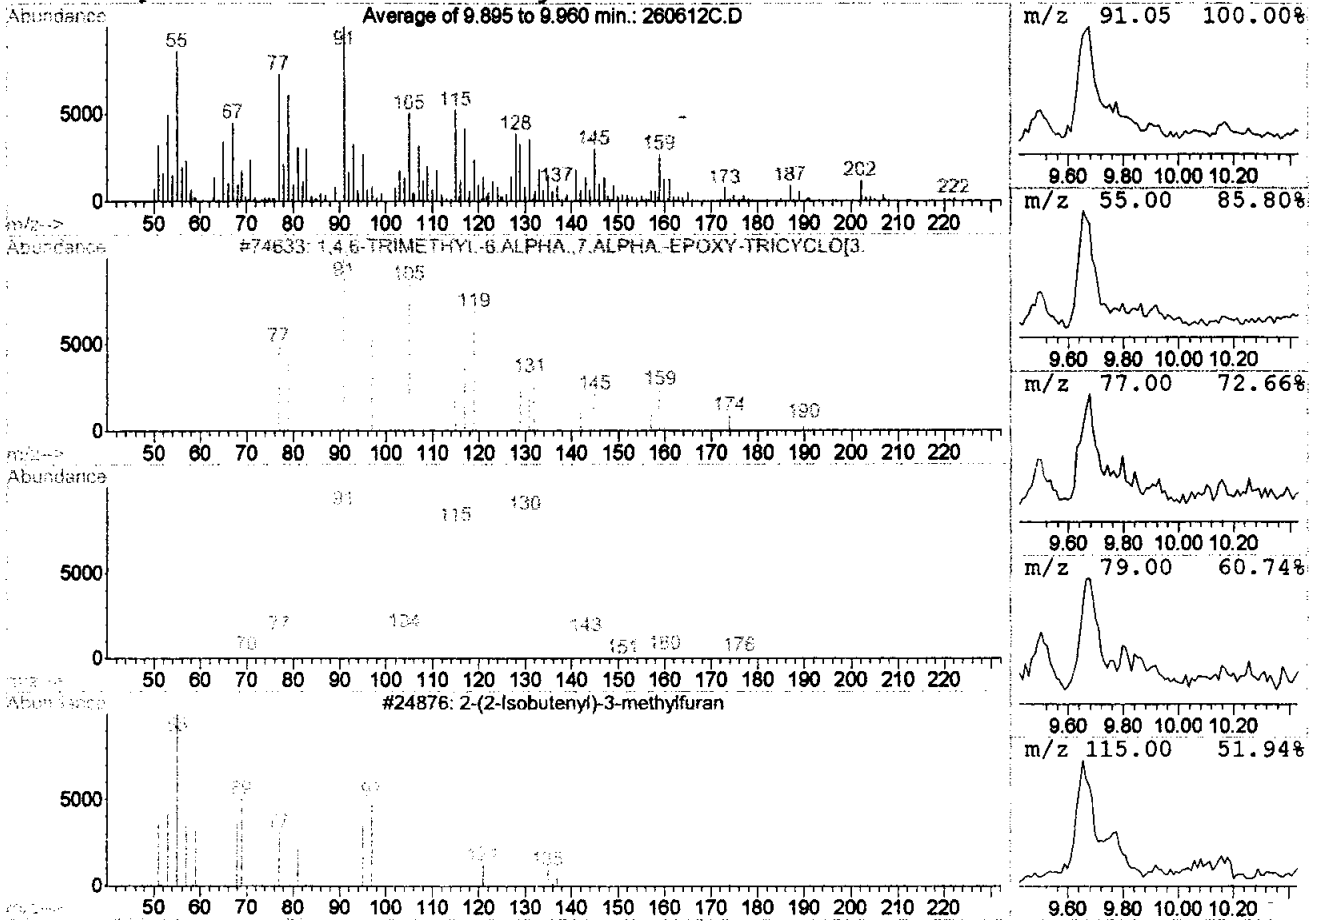 Abundance
Average of 9.895 to 9.960 min.: 260612C.D
55
91
77
67
105
115
128
145
159
137
173
187
202
222
5000
0
50 60 70 80 90 100 110 120 130 140 150 160 170 180 190 200 210 220
m/z-->
Abundance
#74633: 1,4,6-TRIMETHYL-6.ALPHA.,7.ALPHA.-EPOXY-TRICYCLO[3.
91
105
119
77
131
145
159
174
190
5000
0
50 60 70 80 90 100 110 120 130 140 150 160 170 180 190 200 210 220
m/z-->
Abundance
91
115
130
77
70
104
143
151
176
5000
0
50 60 70 80 90 100 110 120 130 140 150 160 170 180 190 200 210 220
Abundance
#24876: 2-(2-Isobutenyl)-3-methylfuran
55
77
5000
0
50 60 70 80 90 100 110 120 130 140 150 160 170 180 190 200 210 220
m/z 91.05 100.00%
9.60 9.80 10.00 10.20
m/z 55.00 85.80%
9.60 9.80 10.00 10.20
m/z 77.00 72.66%
9.60 9.80 10.00 10.20
m/z 79.00 60.74%
9.60 9.80 10.00 10.20
m/z 115.00 51.94%
9.60 9.80 10.00 10.20